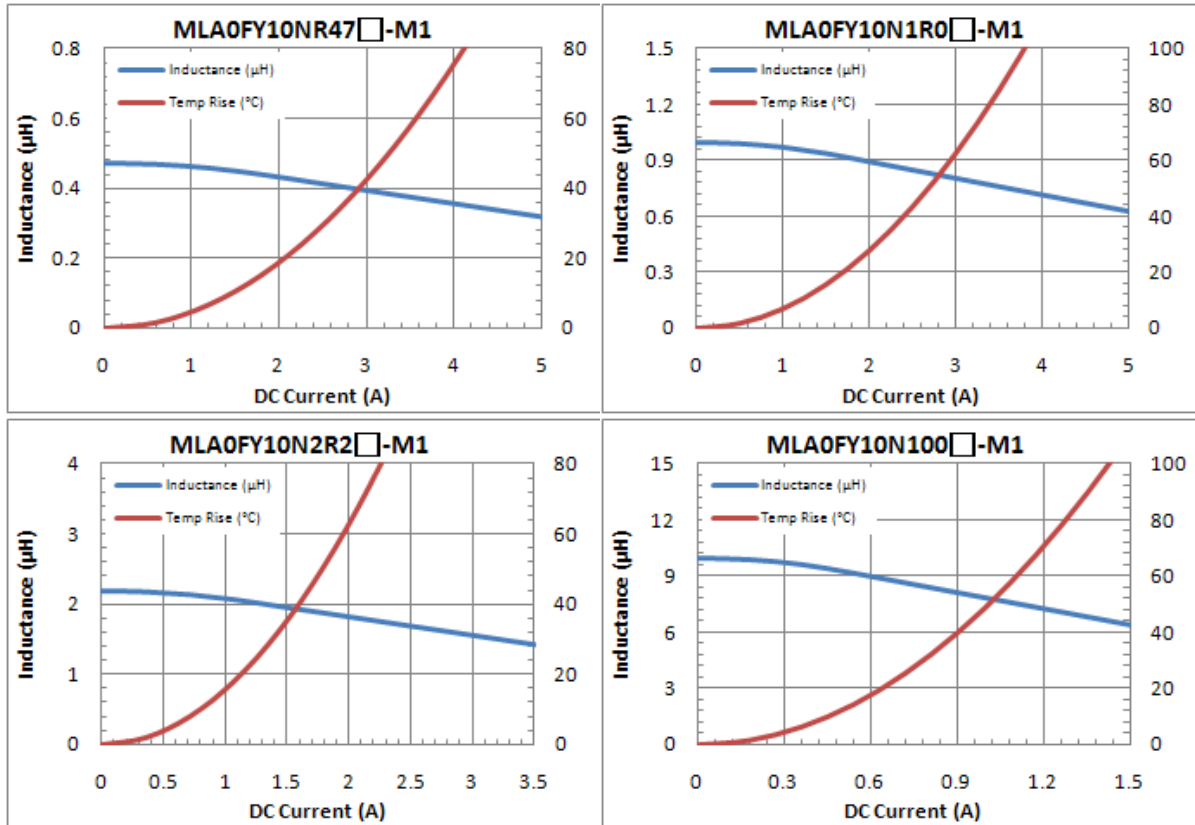 MLA0FY10NR47□-M1
Inductance (µH)
Temp Rise (°C)
Inductance (µH)
0.8
0.6
0.4
0.2
0
80
60
40
20
0
0 1 2 3 4 5
DC Current (A)
MLA0FY10N1R0□-M1
Inductance (µH)
Temp Rise (°C)
Inductance (µH)
1.5
1.2
0.9
0.6
0.3
0
100
80
60
40
20
0
0 1 2 3 4 5
DC Current (A)
MLA0FY10N2R2□-M1
Inductance (µH)
Temp Rise (°C)
Inductance (µH)
4
3
2
1
0
80
60
40
20
0
0 0.5 1 1.5 2 2.5 3 3.5
DC Current (A)
MLA0FY10N100□-M1
Inductance (µH)
Temp Rise (°C)
Inductance (µH)
15
12
9
6
3
0
100
80
60
40
20
0
0 0.3 0.6 0.9 1.2 1.5
DC Current (A)